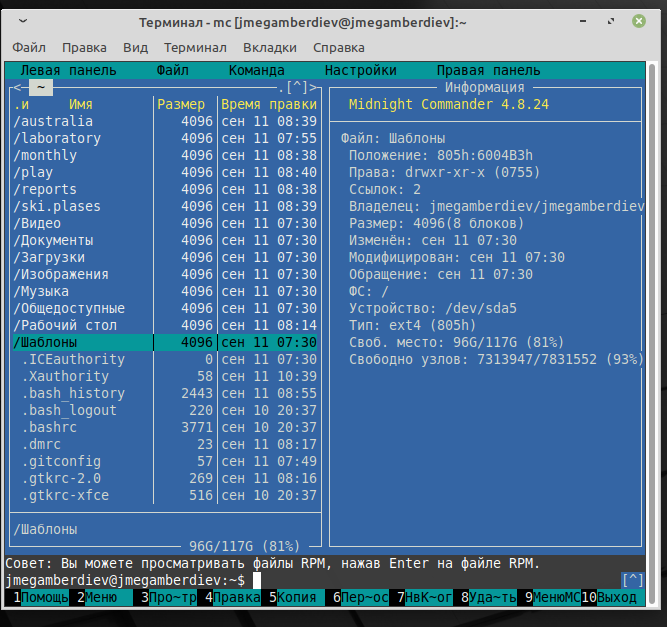 Терминал - mc [jmegamberdiev@jmegamberdiev]:~
Файл Правка Вид Терминал Вкладки Справка
Левая панель Файл Команда Настройки Правая панель
<─ ~ ─.[^]>
.и Имя Размер Время правки
/australia 4096 сен 11 08:39
/laboratory 4096 сен 11 07:55
/monthly 4096 сен 11 08:38
/play 4096 сен 11 08:40
/reports 4096 сен 11 08:38
/ski.plases 4096 сен 11 08:39
/Видео 4096 сен 11 07:30
/Документы 4096 сен 11 07:30
/Загрузки 4096 сен 11 07:30
/Изображения 4096 сен 11 07:30
/Музыка 4096 сен 11 07:30
/Общедоступные 4096 сен 11 07:30
/Рабочий стол 4096 сен 11 08:14
/Шаблоны 4096 сен 11 07:30
.ICEauthority 0 сен 11 07:30
.Xauthority 58 сен 11 10:39
.bash_history 2443 сен 11 08:55
.bash_logout 220 сен 10 20:37
.bashrc 3771 сен 10 20:37
.dmrc 23 сен 11 08:17
.gitconfig 57 сен 11 07:49
.gtkrc-2.0 269 сен 11 08:16
.gtkrc-xfce 516 сен 10 20:37
/Шаблоны
96G/117G (81%)
Информация
Midnight Commander 4.8.24
Файл: Шаблоны
Положение: 805h:6004B3h
Права: drwxr-xr-x (0755)
Ссылок: 2
Владелец: jmegamberdiev/jmegamberdiev
Размер: 4096(8 блоков)
Изменён: сен 11 07:30
Модифицирован: сен 11 07:30
Обращение: сен 11 07:30
ФС: /
Устройство: /dev/sda5
Тип: ext4 (805h)
Своб. место: 96G/117G (81%)
Свободно узлов: 7313947/7831552 (93%)
Совет: Вы можете просматривать файлы RPM, нажав Enter на файле RPM.
jmegamberdiev@jmegamberdiev:~$ [^]
1Помощь 2Меню 3Про~тр 4Правка 5Копия 6Пер~ос 7НвК~ог 8Уда~ть 9МенюMC 10Выход